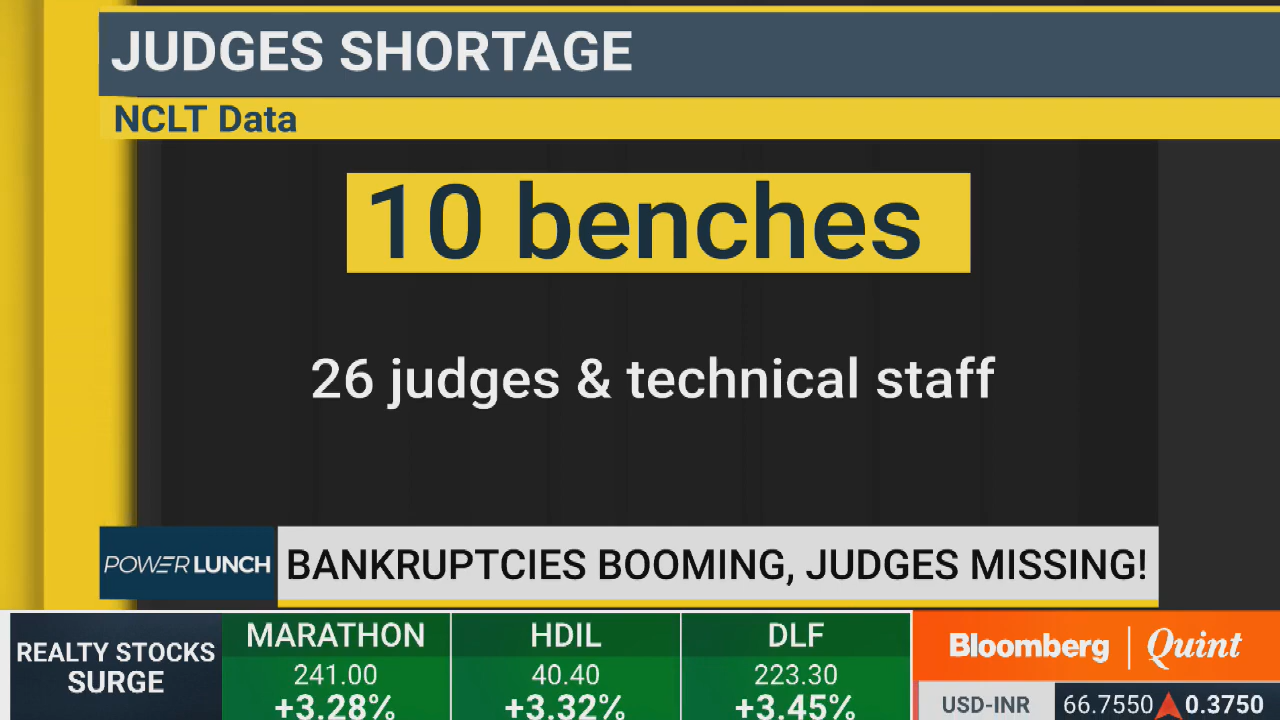 JUDGES SHORTAGE
NCLT Data
10 benches
26 judges & technical staff
POWER LUNCH
BANKRUPTCIES BOOMING, JUDGES MISSING!
REALTY STOCKS
SURGE
MARATHON
241.00
+3.28%
HDIL
40.40
+3.32%
DLF
223.30
+3.45%
Bloomberg | Quint
USD-INR 66.7550 0.3750